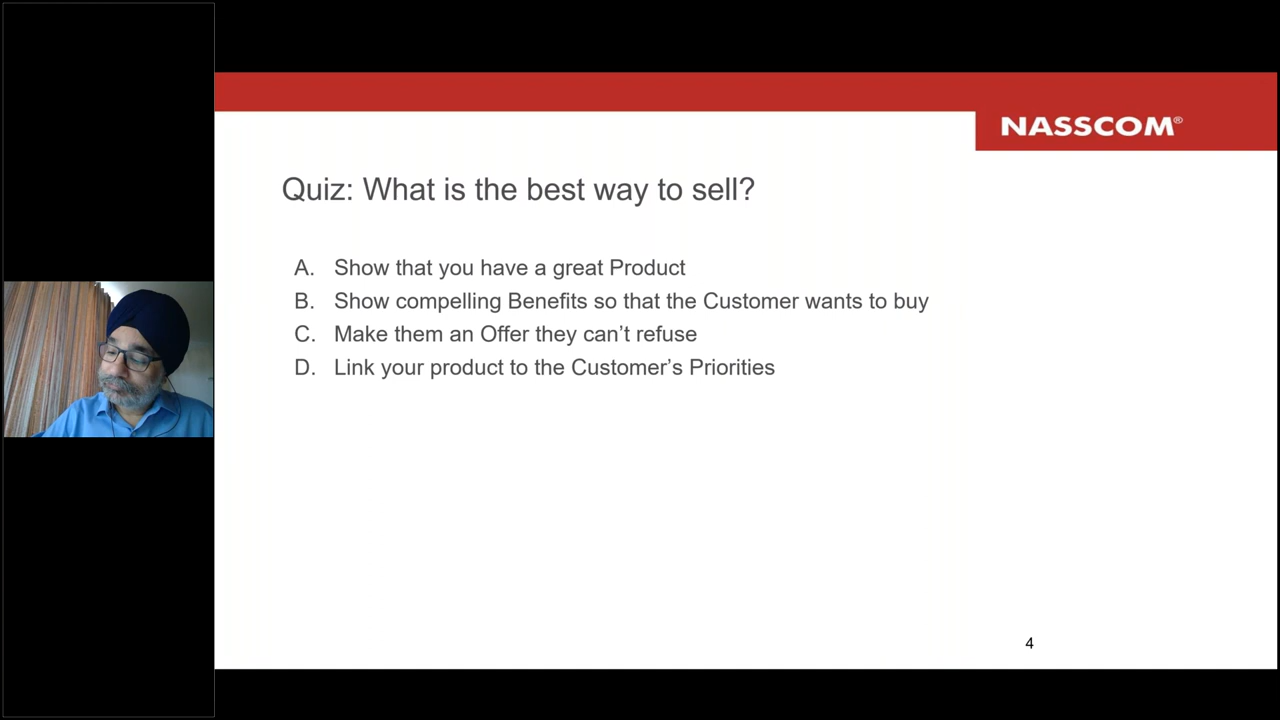 NASSCOM®
Quiz: What is the best way to sell?
A. Show that you have a great Product
B. Show compelling Benefits so that the Customer wants to buy
C. Make them an Offer they can’t refuse
D. Link your product to the Customer’s Priorities
4